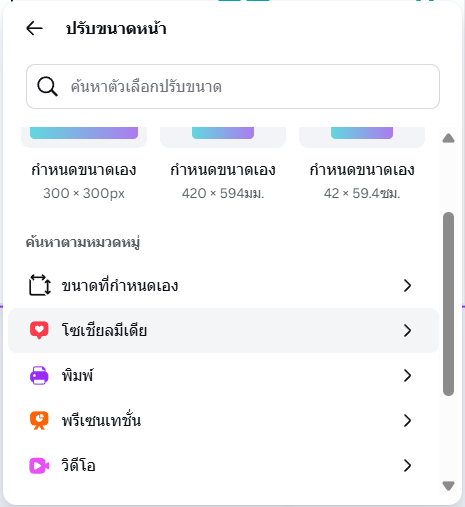 ปรับขนาดหน้า
ค้นหาตัวเลือกปรับขนาด
กำหนดขนาดเอง กำหนดขนาดเอง กำหนดขนาดเอง
300 × 300px 420 × 594มม. 42 × 59.4ซม.
ค้นหาตามหมวดหมู่
ขนาดที่กำหนดเอง
โซเชียลมีเดีย
พิมพ์
พรีเซนเทชั่น
วิดีโอ